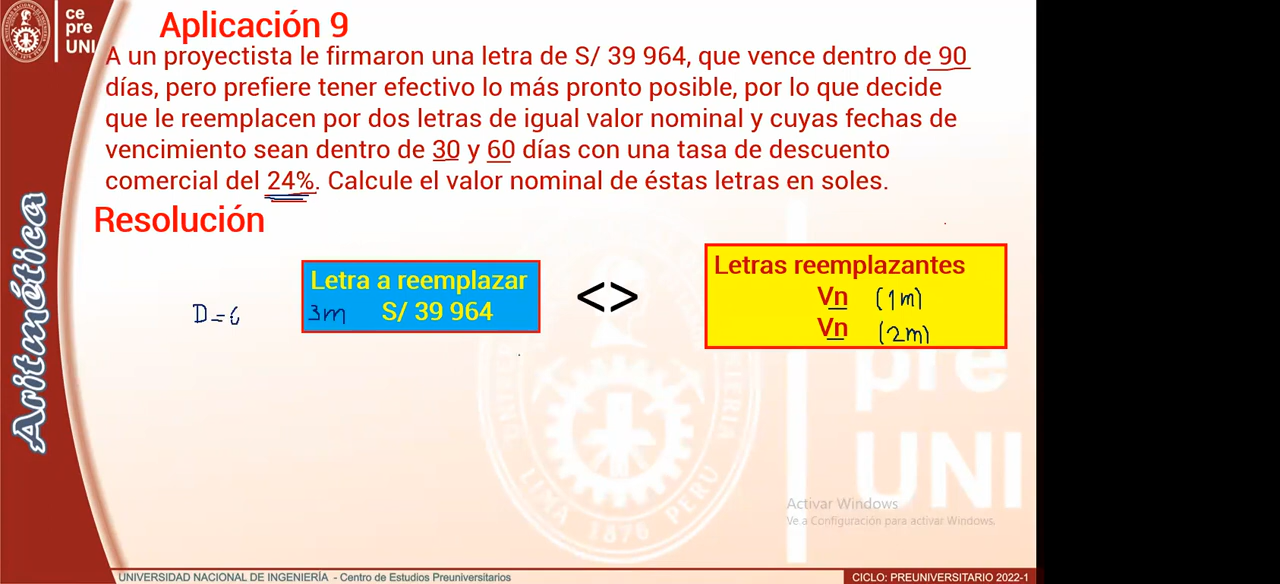 ce
pre
UNI
Aplicación 9
A un proyectista le firmaron una letra de S/ 39 964, que vence dentro de 90
días, pero prefiere tener efectivo lo más pronto posible, por lo que decide
que le reemplacen por dos letras de igual valor nominal y cuyas fechas de
vencimiento sean dentro de 30 y 60 días con una tasa de descuento
comercial del 24%. Calcule el valor nominal de éstas letras en soles.
Resolución
Aritmética
D=6
Letra a reemplazar
3m S/ 39 964
<>
Letras reemplazantes
Vn (1m)
Vn (2m)
pre
UNI
LIMA 1876 PERU
Activar Windows
Ve a Configuración para activar Windows.
UNIVERSIDAD NACIONAL DE INGENIERÍA - Centro de Estudios Preuniversitarios
CICLO: PREUNIVERSITARIO 2022-1